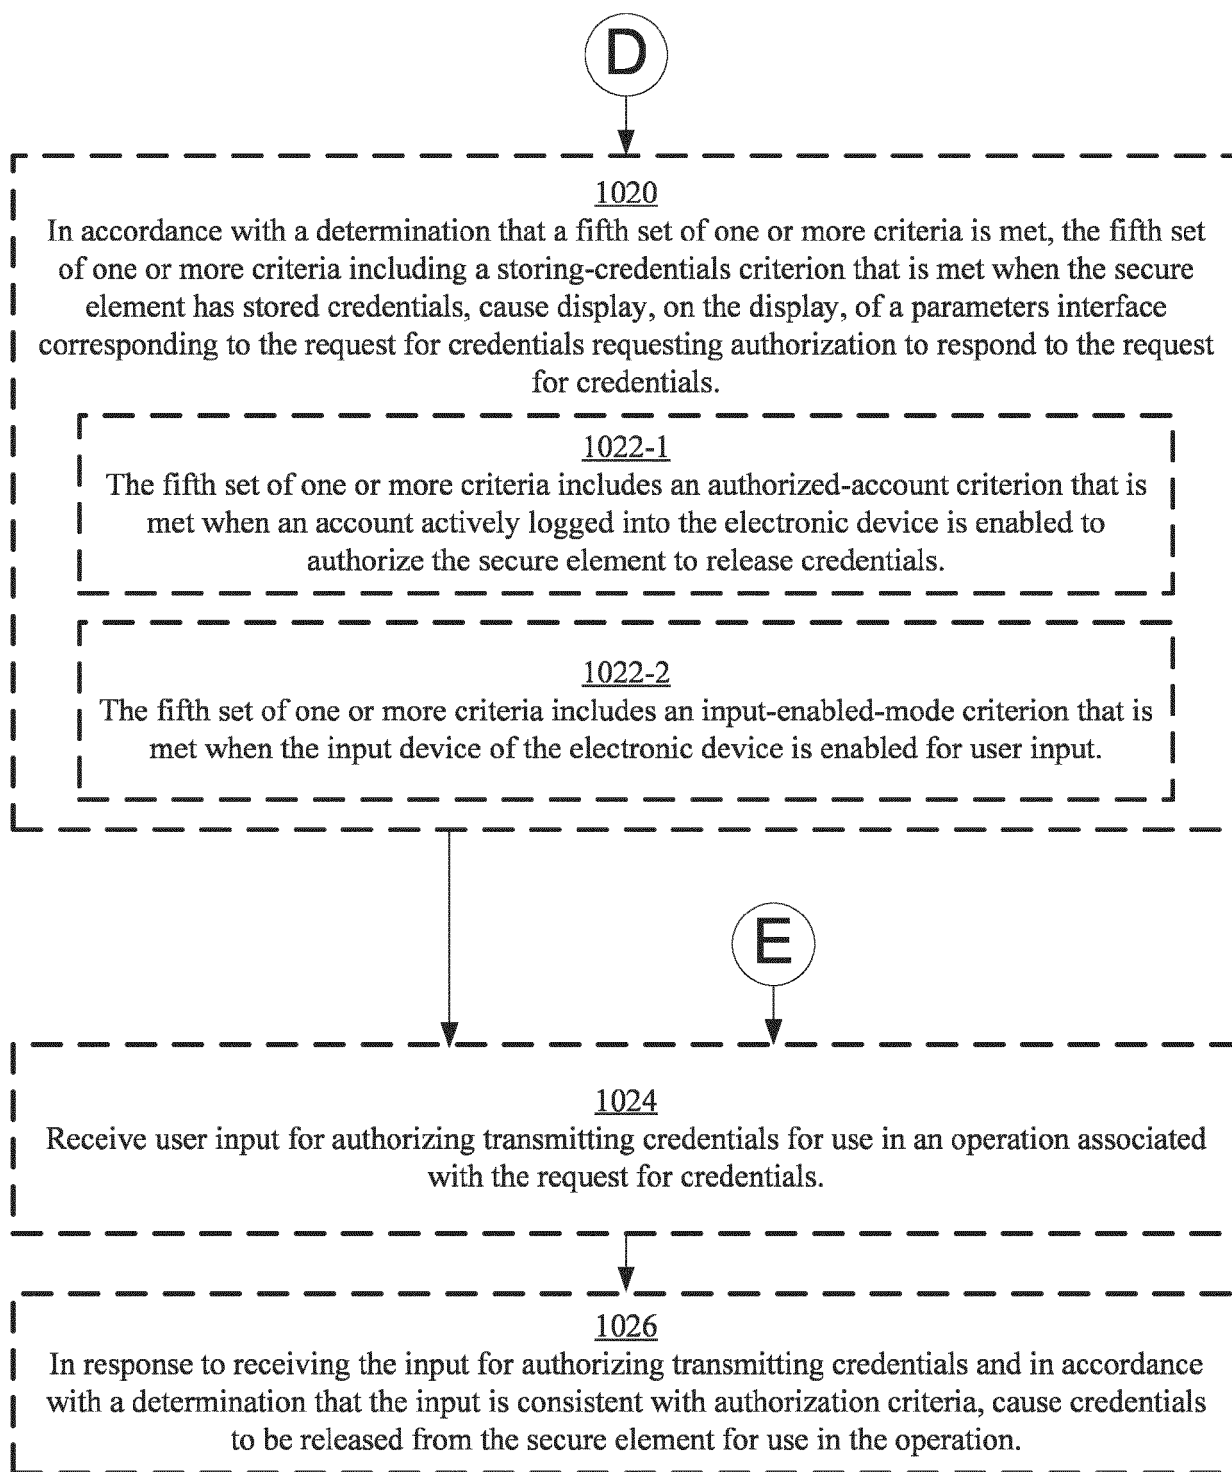 D
1020
In accordance with a determination that a fifth set of one or more criteria is met, the fifth set
of one or more criteria including a storing-credentials criterion that is met when the secure
element has stored credentials, cause display, on the display, of a parameters interface
corresponding to the request for credentials requesting authorization to respond to the request
for credentials.
1022-1
The fifth set of one or more criteria includes an authorized-account criterion that is
met when an account actively logged into the electronic device is enabled to
authorize the secure element to release credentials.
1022-2
The fifth set of one or more criteria includes an input-enabled-mode criterion that is
met when the input device of the electronic device is enabled for user input.
E
1024
Receive user input for authorizing transmitting credentials for use in an operation associated
with the request for credentials.
1026
In response to receiving the input for authorizing transmitting credentials and in accordance
with a determination that the input is consistent with authorization criteria, cause credentials
to be released from the secure element for use in the operation.